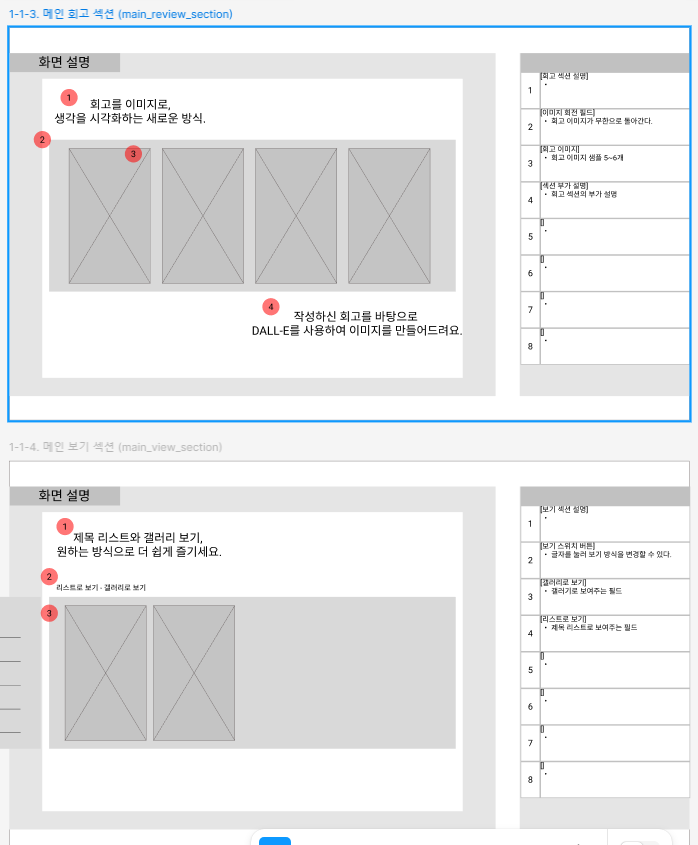 1-1-3. 메인 회고 섹션 (main_review_section)
화면 설명
1
회고를 이미지로,
생각을 시각화하는 새로운 방식.
2
3
4
작성하신 회고를 바탕으로
DALL-E를 사용하여 이미지를 만들어드려요.
[회고 섹션 설명]
1
•
[이미지 회전 필드]
2
• 회고 이미지가 무한으로 돌아간다.
[회고 이미지]
3
• 회고 이미지 샘플 5~6개
[섹션 부가 설명]
4
• 회고 섹션의 부가 설명
[]
5
•
[]
6
•
[]
7
•
[]
8
•
1-1-4. 메인 보기 섹션 (main_view_section)
화면 설명
1
제목 리스트와 갤러리 보기,
원하는 방식으로 더 쉽게 즐기세요.
2
리스트로 보기 · 갤러리로 보기
3
[보기 섹션 설명]
1
•
[보기 스위치 버튼]
2
• 글자를 눌러 보기 방식을 변경할 수 있다.
[갤러리로 보기]
3
• 갤러기로 보여주는 필드
[리스트로 보기]
4
• 제목 리스트로 보여주는 필드
[]
5
•
[]
6
•
[]
7
•
[]
8
•